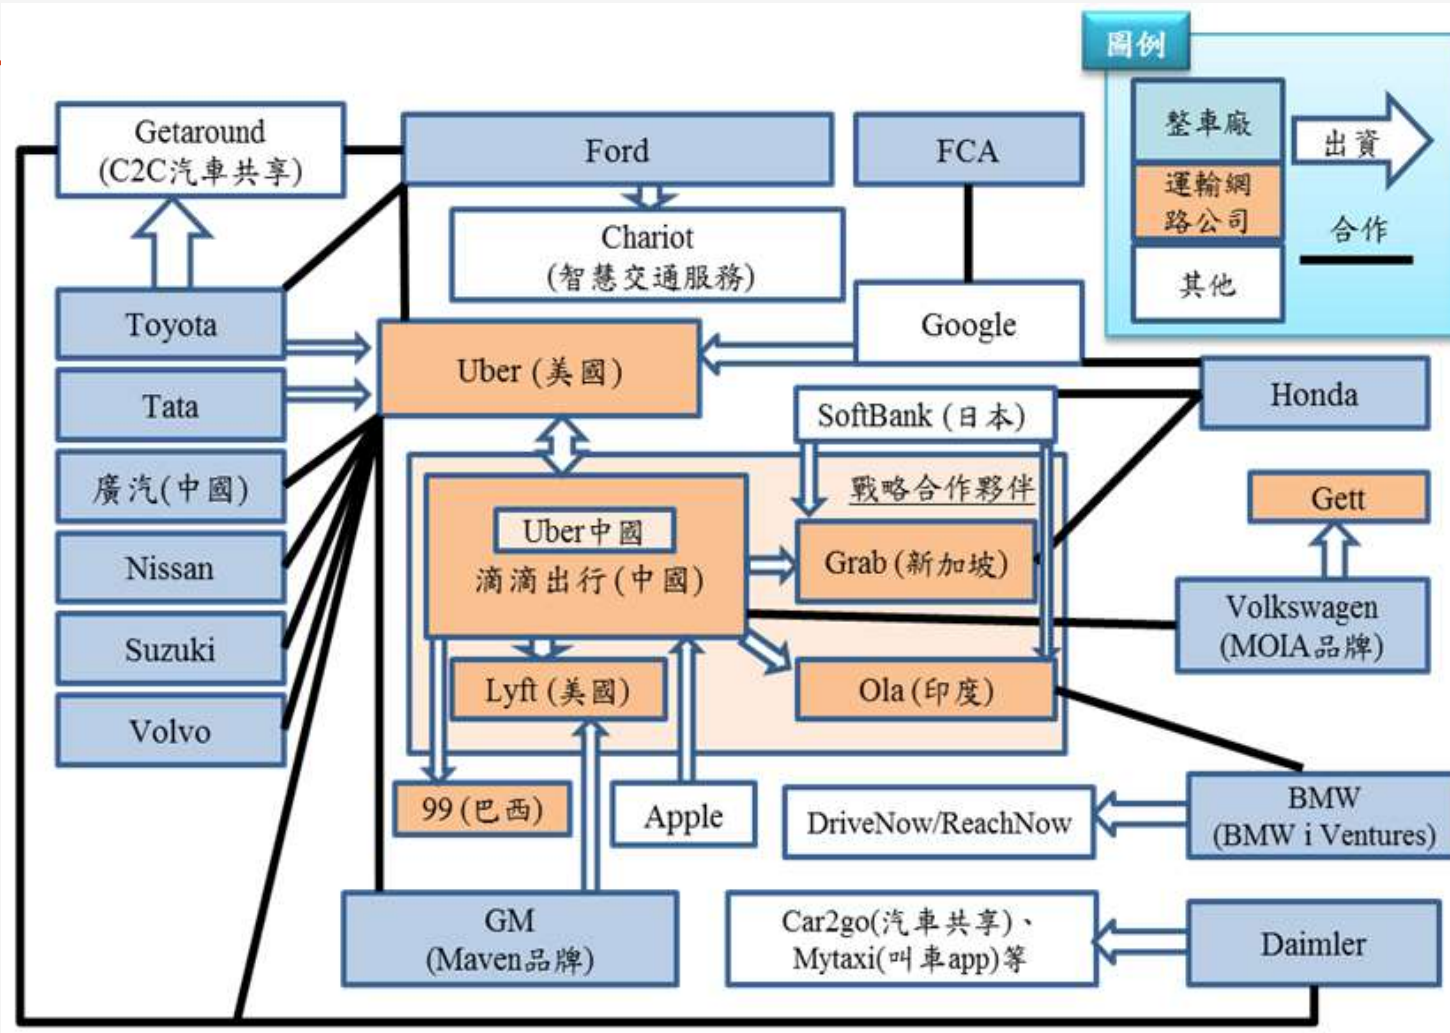 圖例
整車廠
出資
運輸網
路公司
合作
其他
Getaround
(C2C汽車共享)
Ford
FCA
Chariot
(智慧交通服務)
Toyota
Uber (美國)
Google
Tata
SoftBank (日本)
Honda
廣汽(中國)
戰略合作夥伴
Gett
Uber中國
滴滴出行(中國)
Grab (新加坡)
Nissan
Volkswagen
(MOIA品牌)
Suzuki
Lyft (美國)
Ola (印度)
Volvo
99 (巴西)
Apple
DriveNow/ReachNow
BMW
(BMW i Ventures)
GM
(Maven品牌)
Car2go(汽車共享)、
Mytaxi(叫車app)等
Daimler